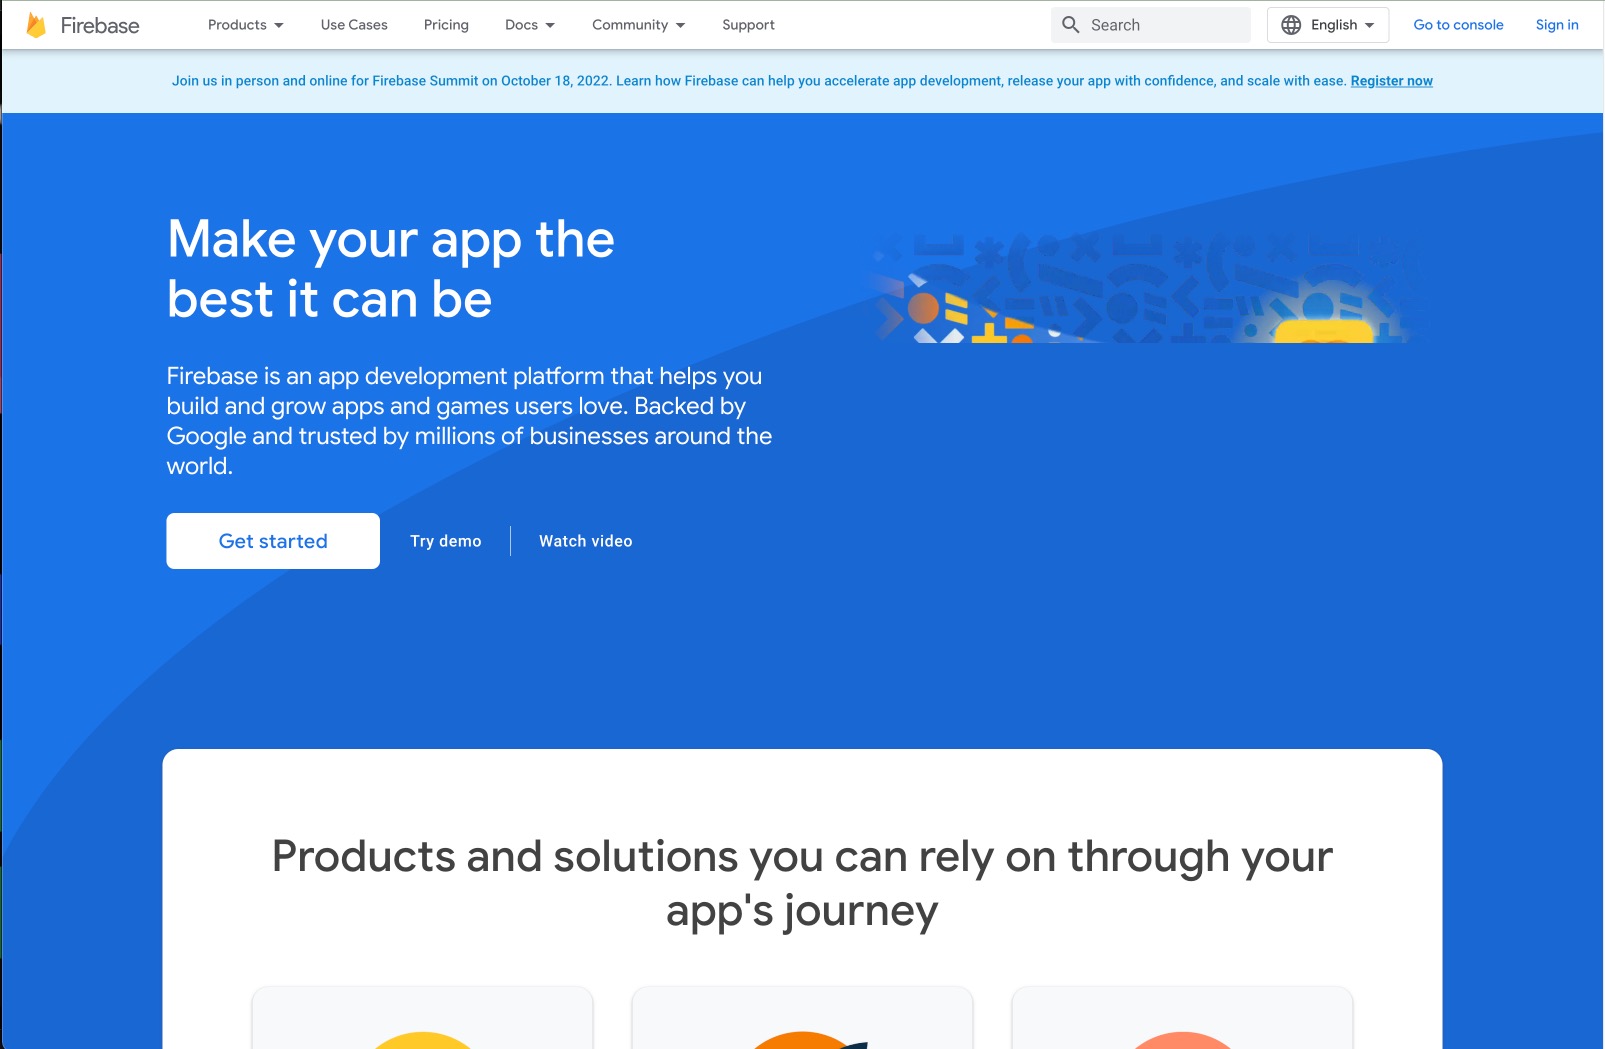 Firebase
Products
Use Cases
Pricing
Docs
Community
Support
Search
English
Go to console
Sign in
Join us in person and online for Firebase Summit on October 18, 2022. Learn how Firebase can help you accelerate app development, release your app with confidence, and scale with ease. Register now
Make your app the
best it can be
Firebase is an app development platform that helps you
build and grow apps and games users love. Backed by
Google and trusted by millions of businesses around the
world.
Get started
Try demo
Watch video
Products and solutions you can rely on through your
app's journey